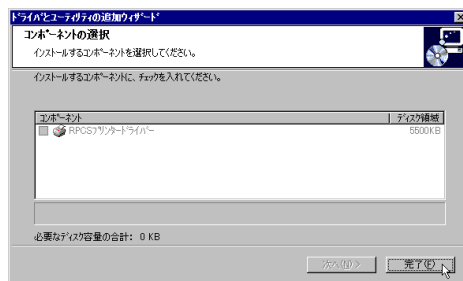 ドライバとユーティリティの追加ウィザード
コンポーネントの選択
インストールするコンポーネントを選択してください。
インストールするコンポーネントに、チェックを入れてください。
コンポーネント ディスク領域
RPCSプリンタードライバー 5500KB
必要なディスク容量の合計: 0 KB
次へ(N) > 完了(F)